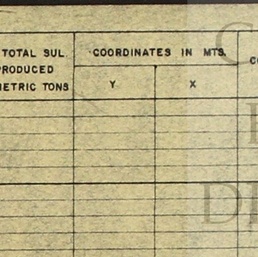 TOTAL SUL.
PRODUCED
METRIC TONS
COORDINATES IN MTS.
Y
X